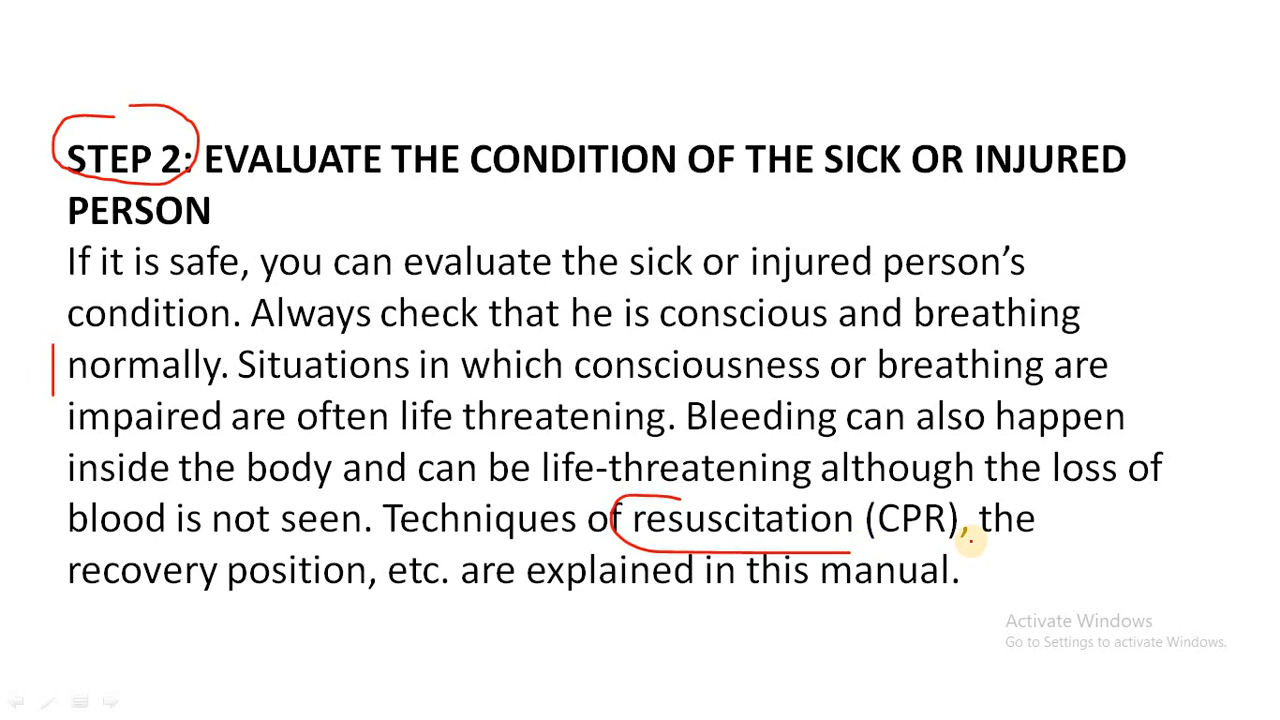 STEP 2: EVALUATE THE CONDITION OF THE SICK OR INJURED
PERSON
If it is safe, you can evaluate the sick or injured person’s
condition. Always check that he is conscious and breathing
normally. Situations in which consciousness or breathing are
impaired are often life threatening. Bleeding can also happen
inside the body and can be life-threatening although the loss of
blood is not seen. Techniques of resuscitation (CPR), the
recovery position, etc. are explained in this manual.
Activate Windows
Go to Settings to activate Windows.